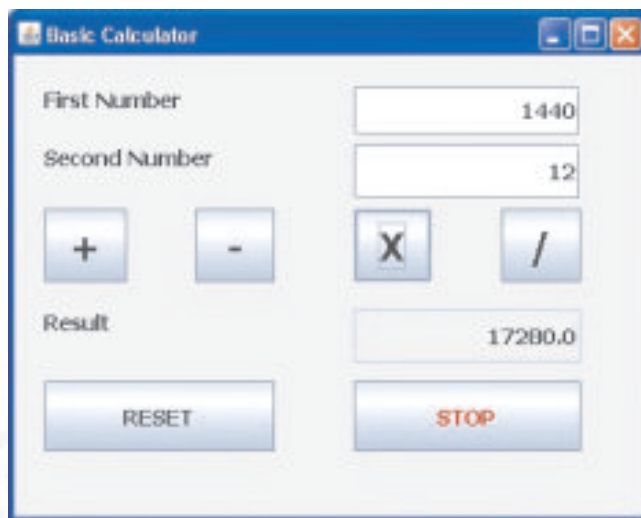 Basic Calculator
First Number 1440
Second Number 12
+ - X /
Result 17280.0
RESET STOP